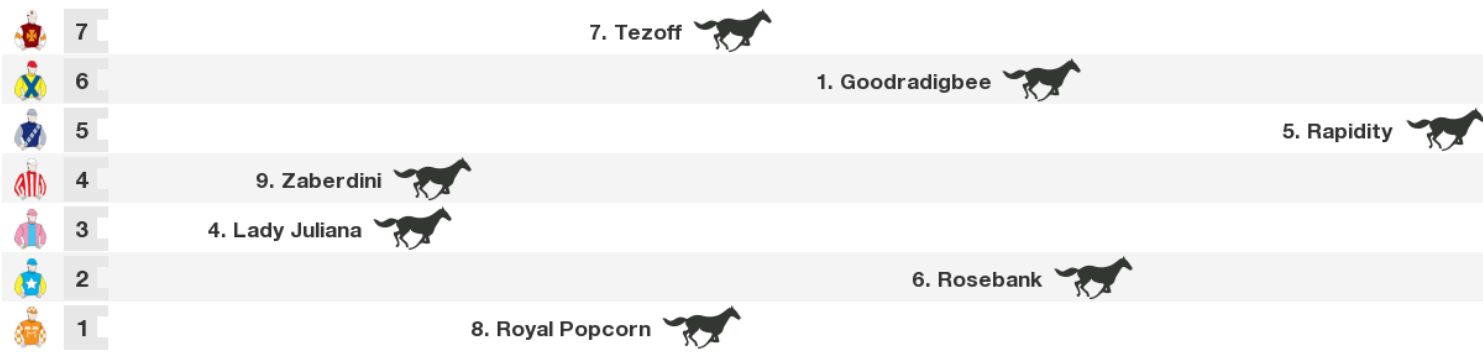 7 7. Tezoff
6 1. Goodradigbee
5 5. Rapidity
4 9. Zaberdini
3 4. Lady Juliana
2 6. Rosebank
1 8. Royal Popcorn